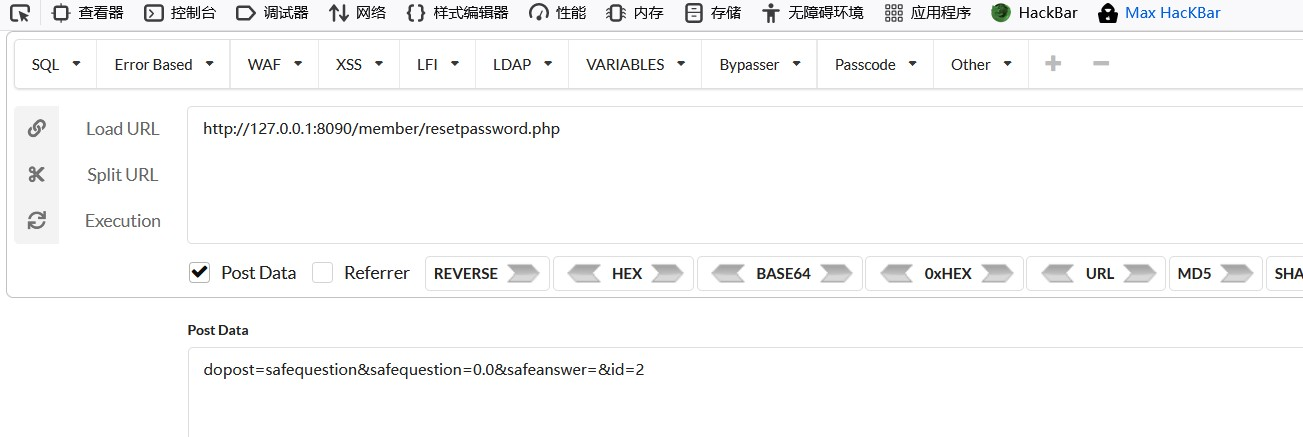 查看器 控制台 调试器 网络 样式编辑器 性能 内存 存储 无障碍环境 应用程序 HackBar Max HacKBar
SQL Error Based WAF XSS LFI LDAP VARIABLES Bypasser Passcode Other
Load URL http://127.0.0.1:8090/member/resetpassword.php
Split URL
Execution
Post Data Referrer REVERSE HEX BASE64 0xHEX URL MD5 SHA
Post Data
dopost=safequestion&safequestion=0.0&safeanswer=&id=2